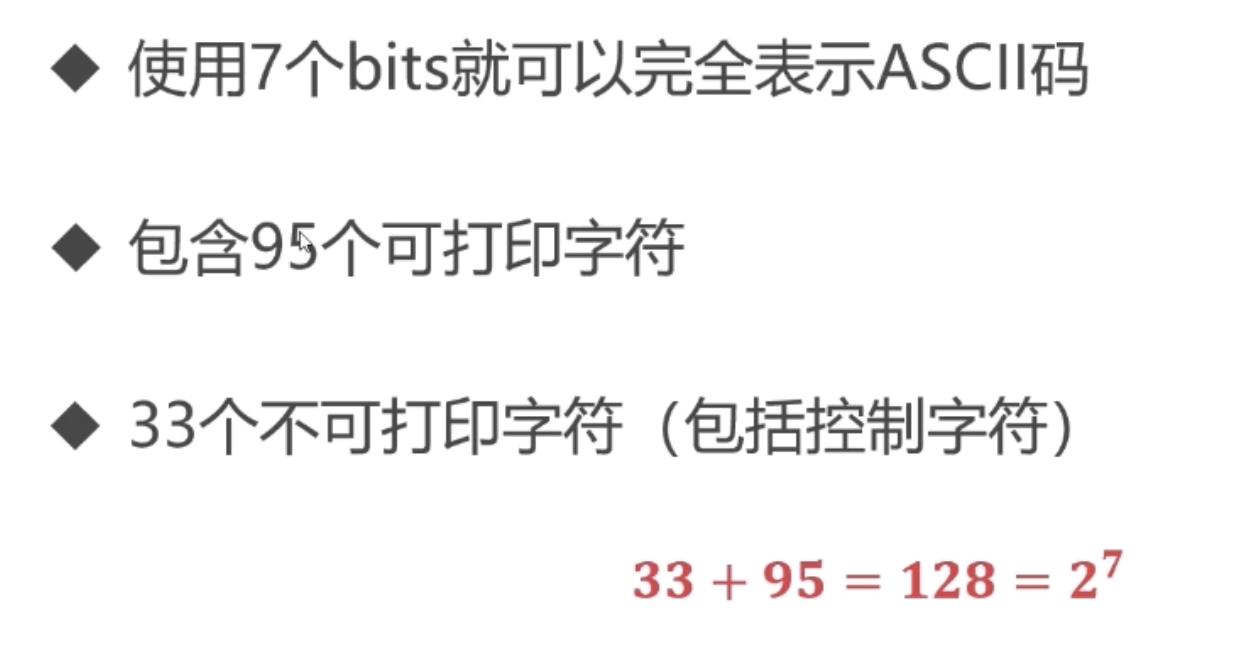 ◆ 使用7个bits就可以完全表示ASCII码
◆ 包含95个可打印字符
◆ 33个不可打印字符（包括控制字符）
33 + 95 = 128 = 2⁷